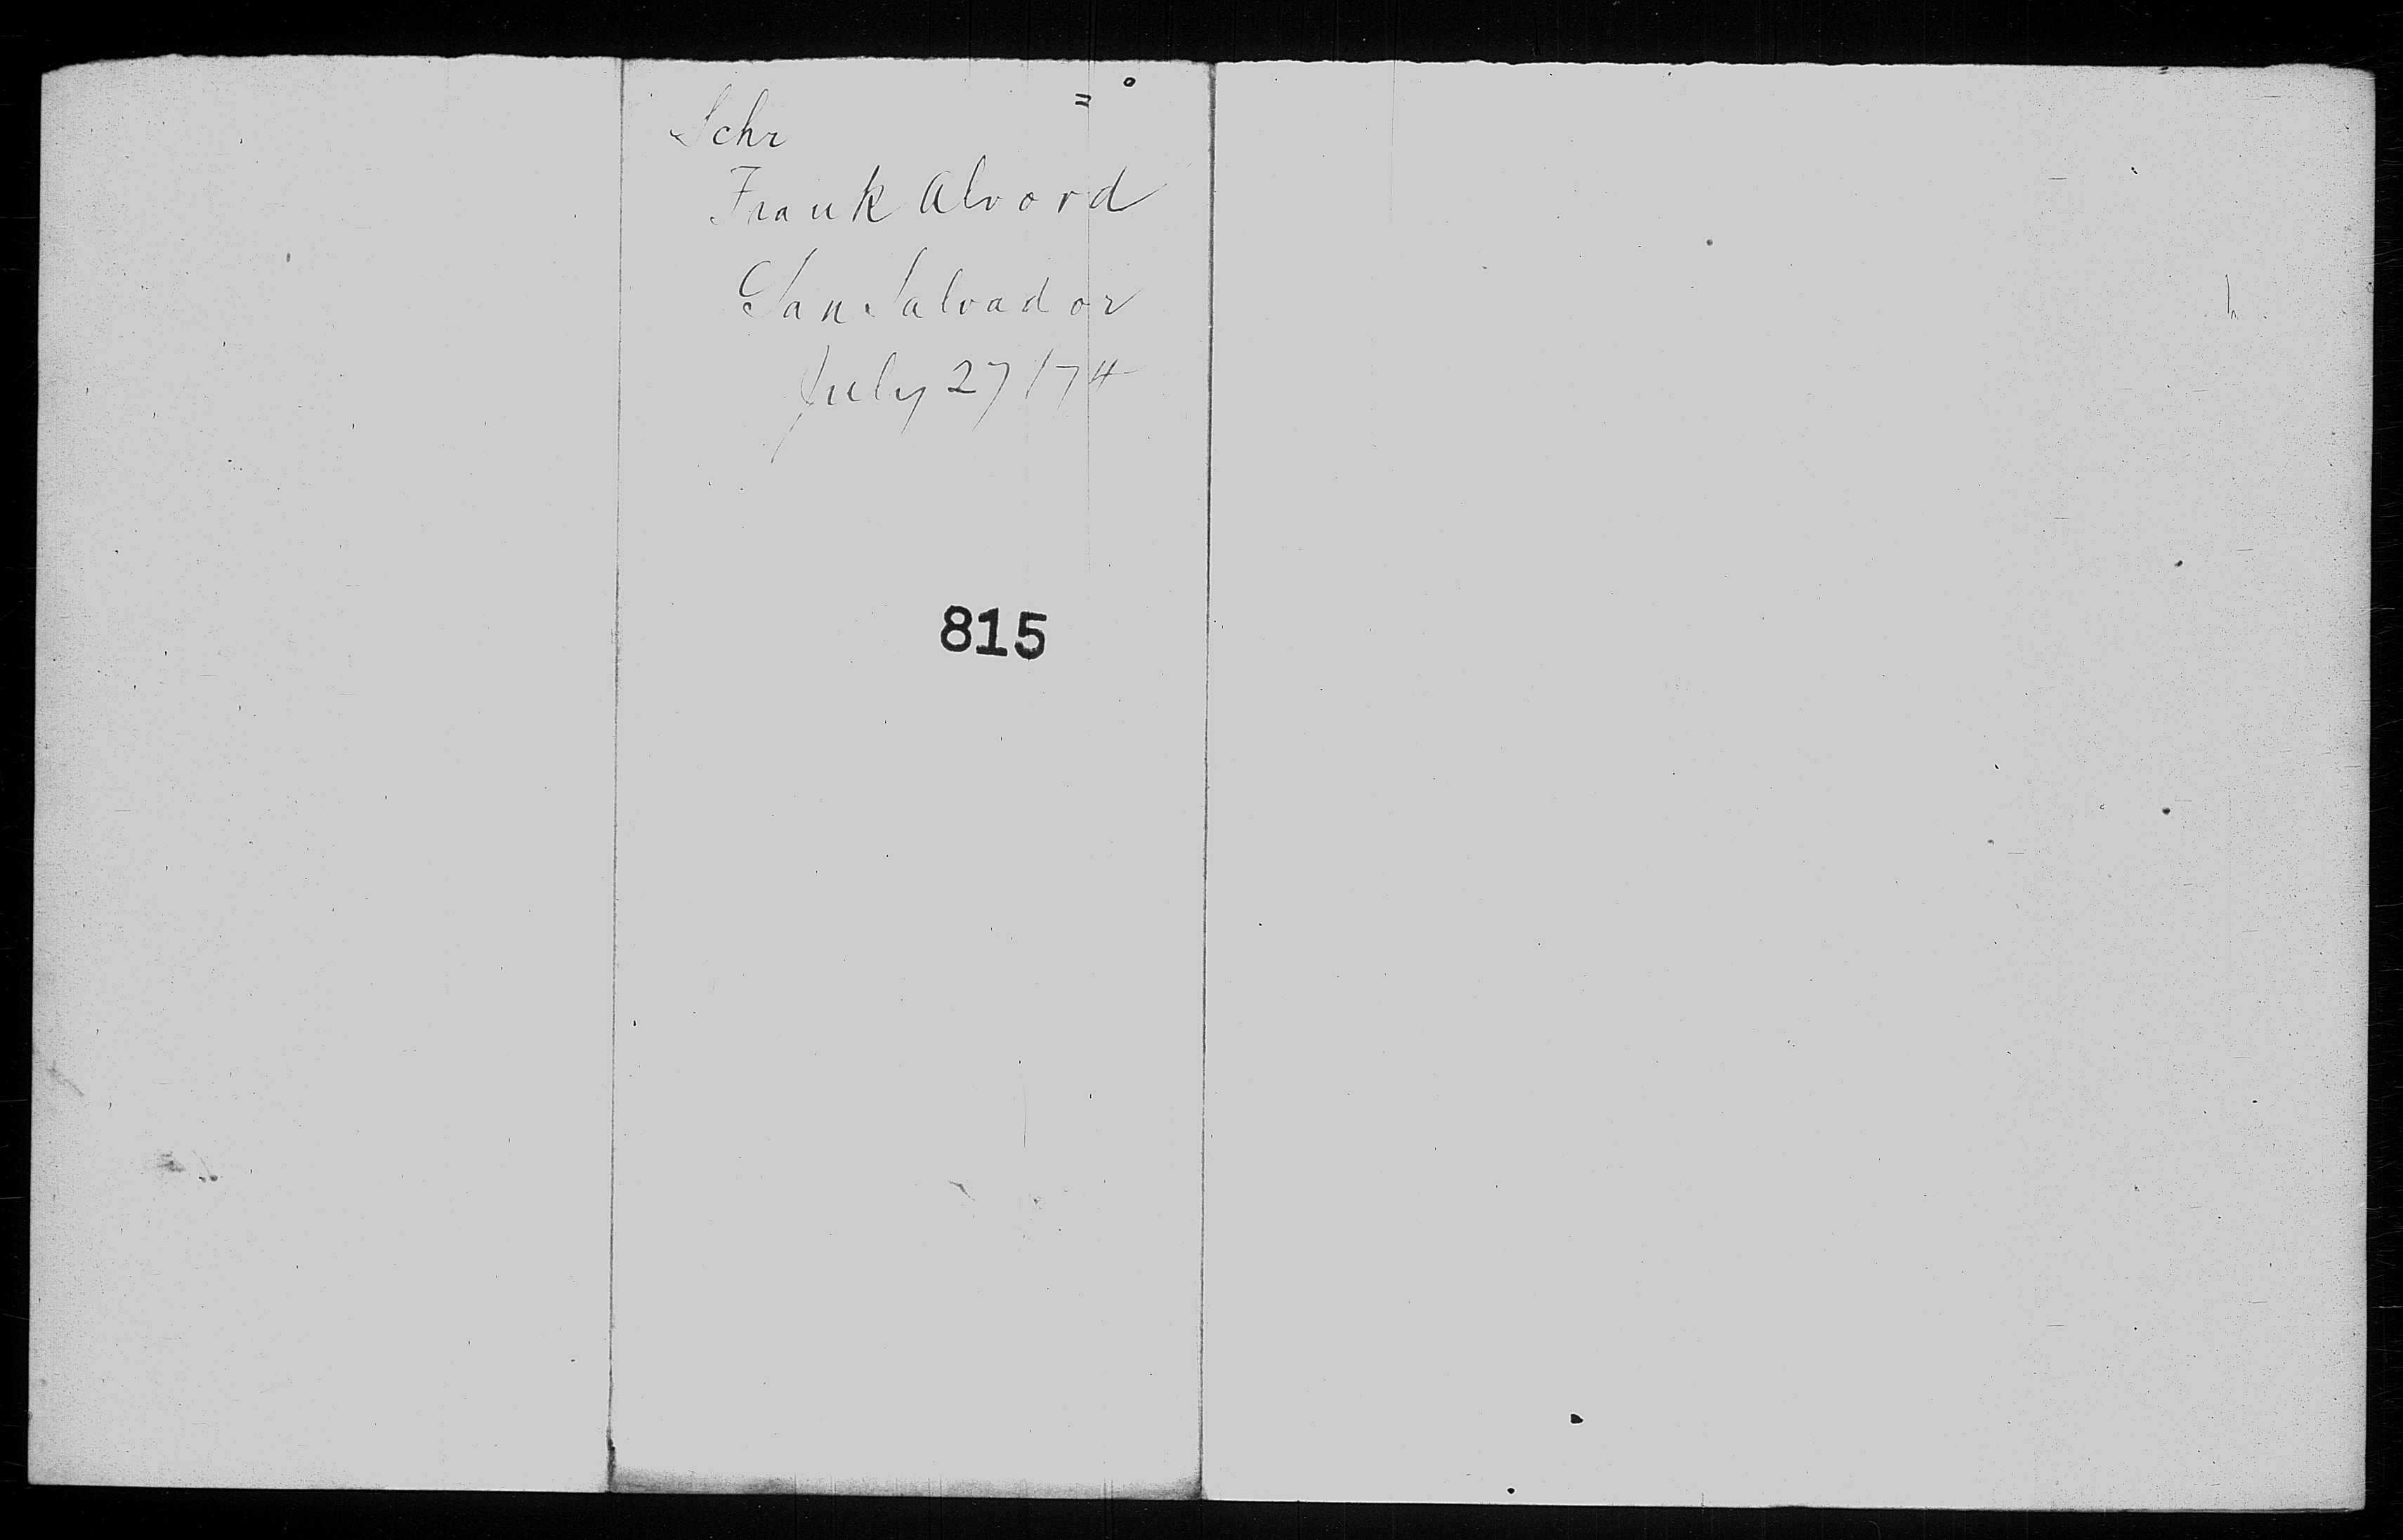 Schr
Frank Alvord
San Salvador
July 27/74
815